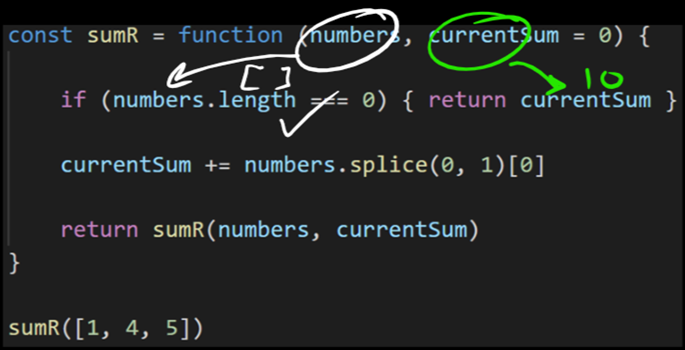 const sumR = function (numbers, currentSum = 0) {
[ ]
10
if (numbers.length === 0) { return currentSum }
currentSum += numbers.splice(0, 1)[0]
return sumR(numbers, currentSum)
}
sumR([1, 4, 5])